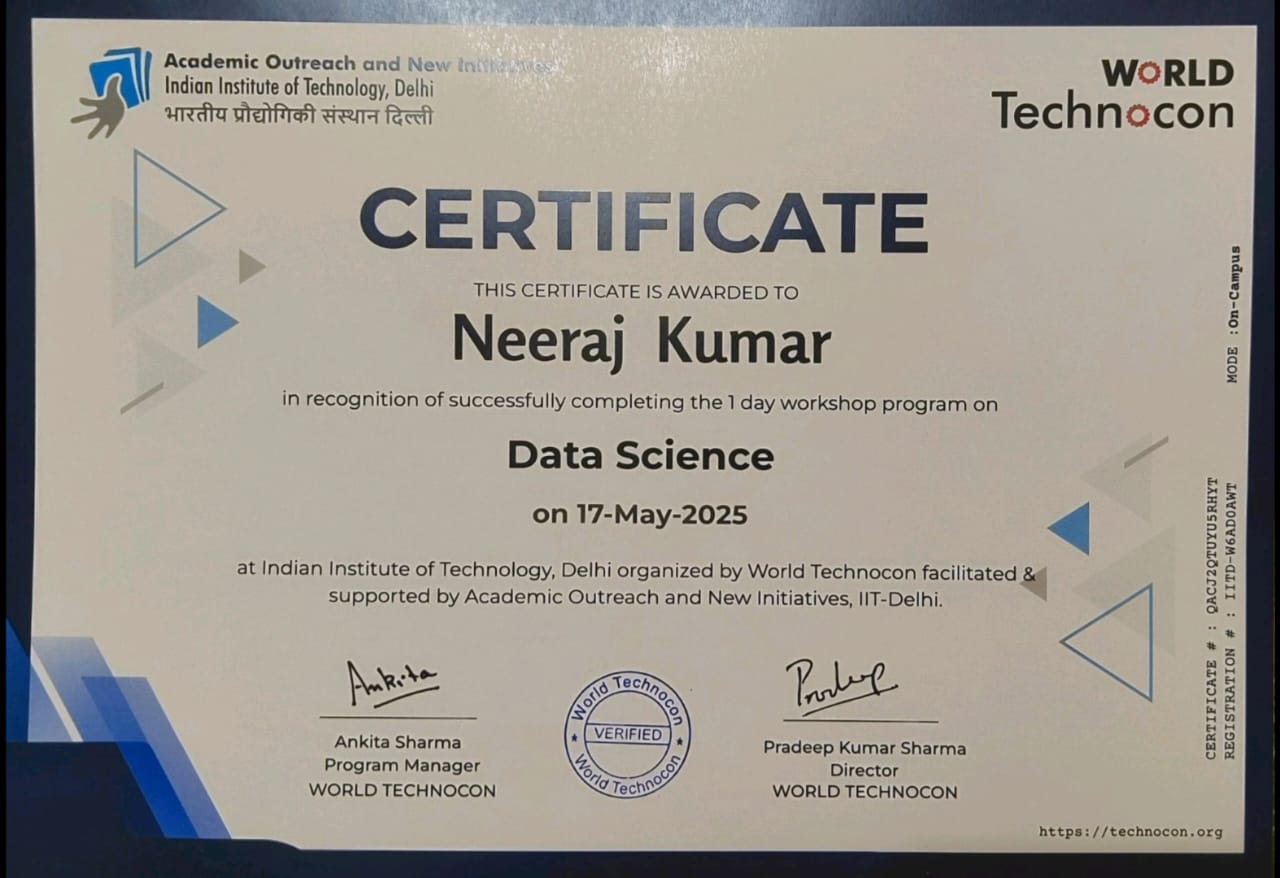 Academic Outreach and New Initiatives
Indian Institute of Technology, Delhi
भारतीय प्रौद्योगिकी संस्थान दिल्ली
WORLD
Technocon
CERTIFICATE
THIS CERTIFICATE IS AWARDED TO
Neeraj Kumar
in recognition of successfully completing the 1 day workshop program on
Data Science
on 17-May-2025
at Indian Institute of Technology, Delhi organized by World Technocon facilitated &
supported by Academic Outreach and New Initiatives, IIT-Delhi.
Ankita
Ankita Sharma
Program Manager
WORLD TECHNOCON
World Technocon
VERIFIED
World Technocon
Pradeep
Pradeep Kumar Sharma
Director
WORLD TECHNOCON
MODE :On-Campus
CERTIFICATE # : QACJ2QTUYU5RHYT
REGISTRATION # : IITD-W6AD0AWT
https://technocon.org